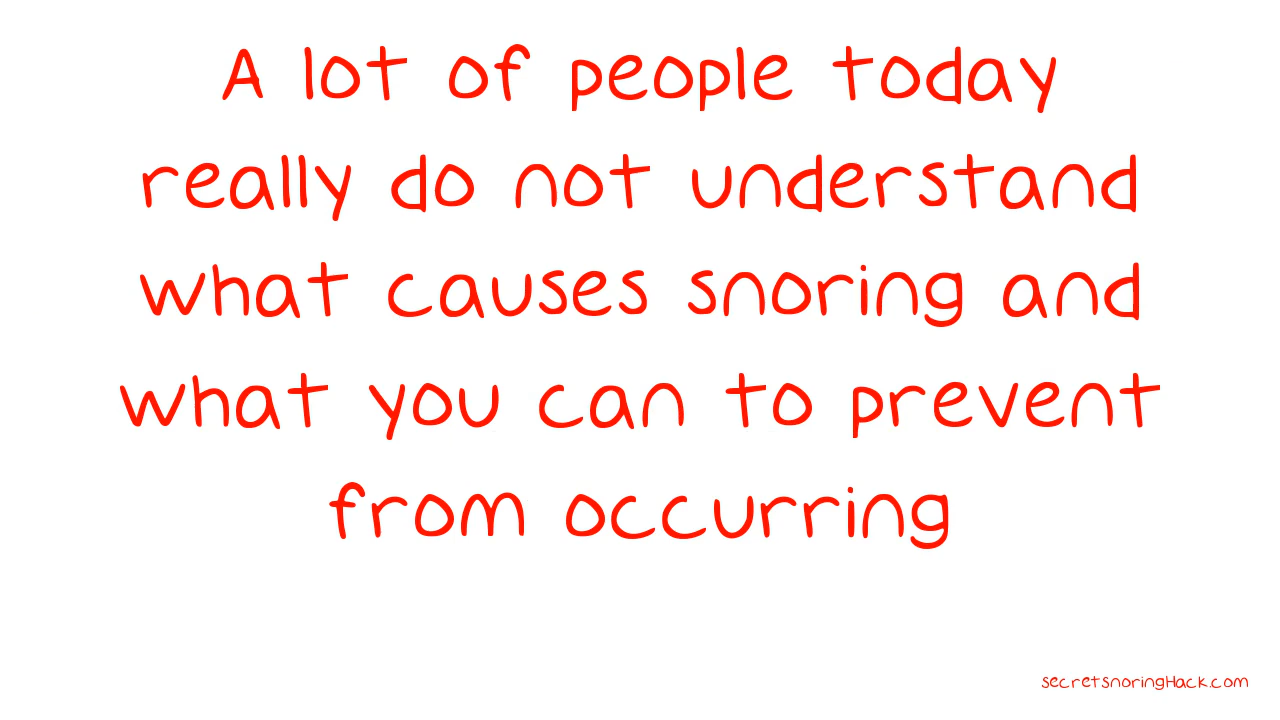 A lot of people today
really do not understand
what causes snoring and
what you can to prevent
from occurring
secretsnoringHack.com